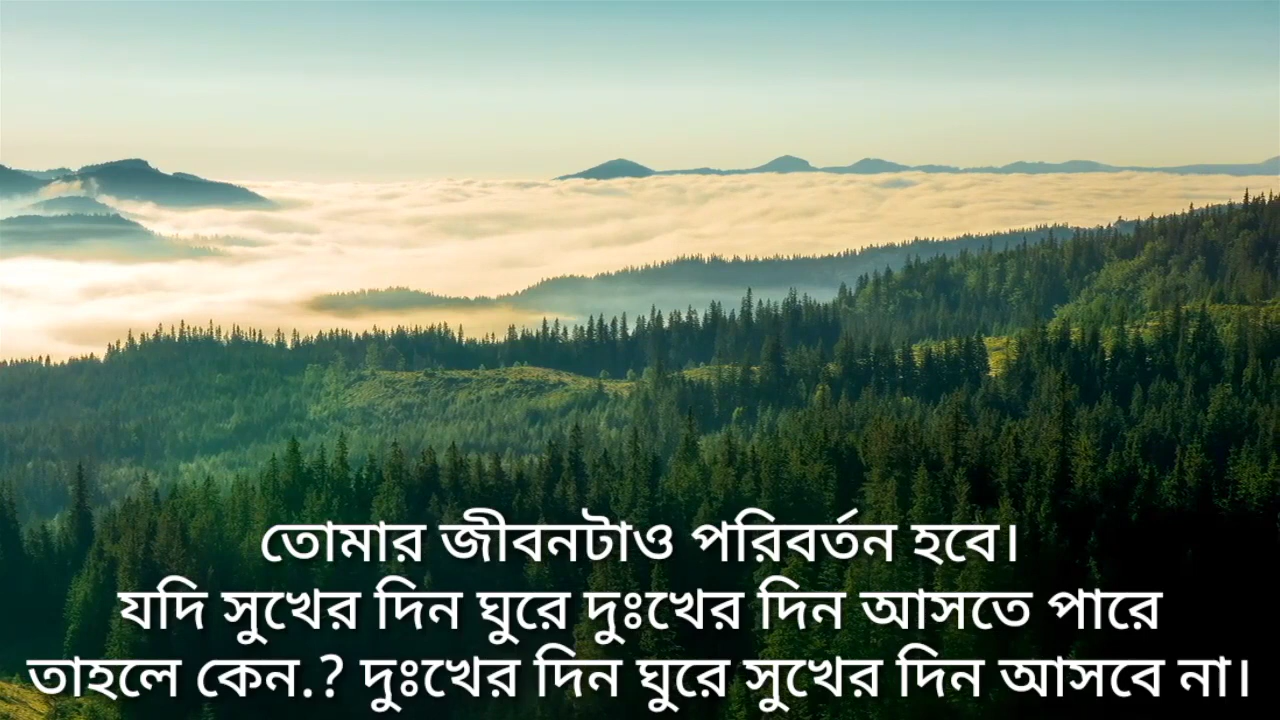 তোমার জীবনটাও পরিবর্তন হবে।
যদি সুখের দিন ঘুরে দুঃখের দিন আসতে পারে
তাহলে কেন.? দুঃখের দিন ঘুরে সুখের দিন আসবে না।